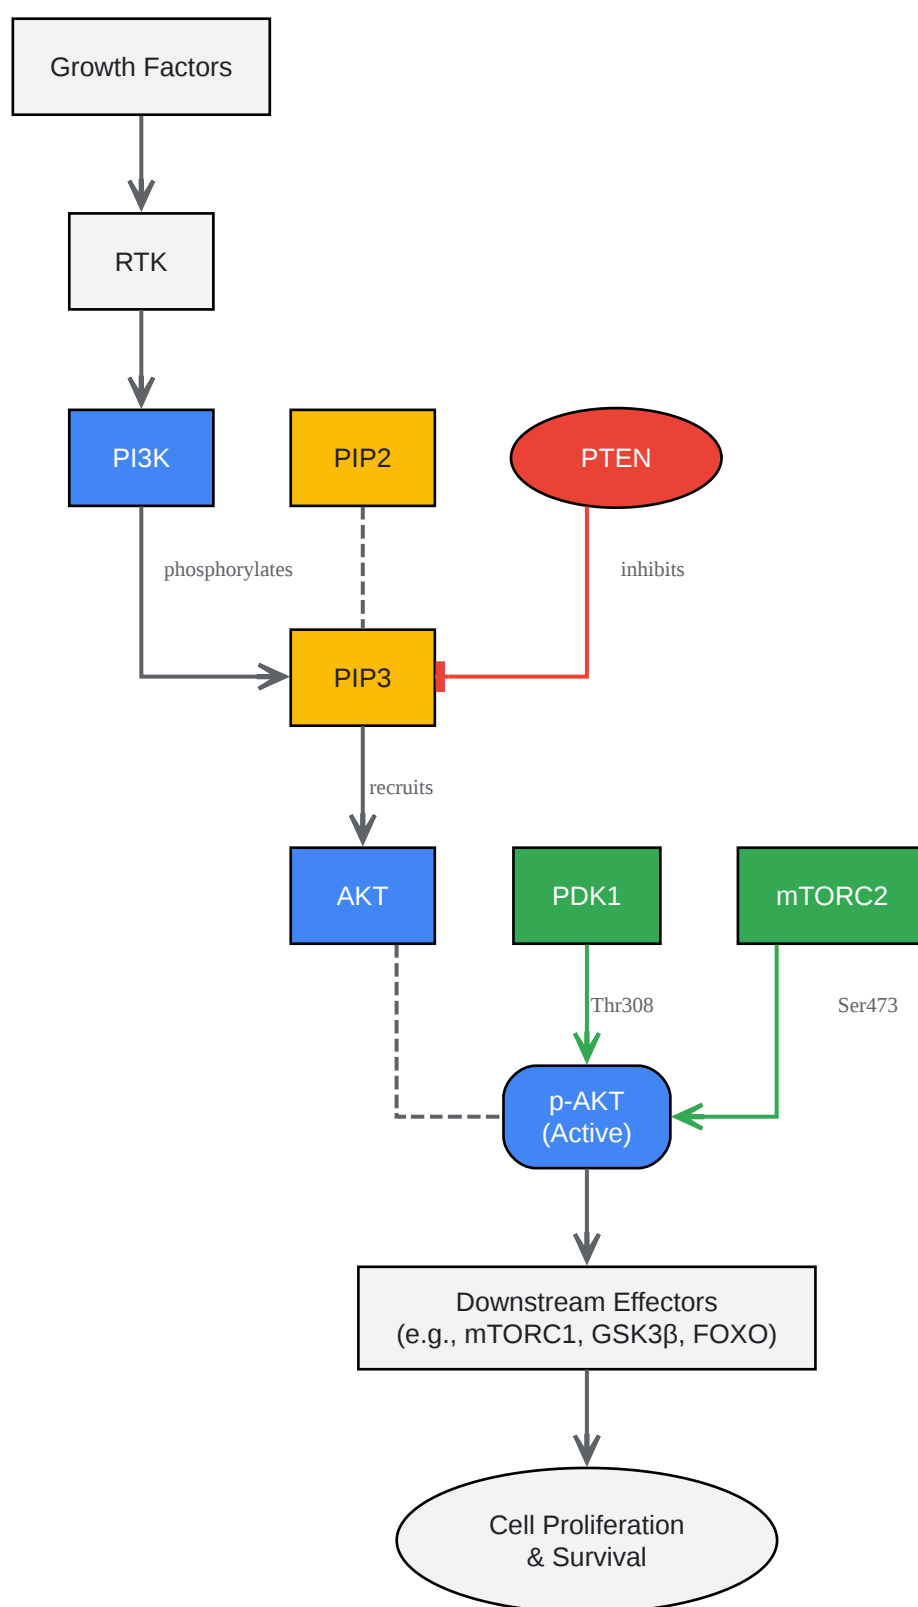 Growth Factors
RTK
PI3K
PIP2
PTEN
phosphorylates
inhibits
PIP3
recruits
AKT
PDK1
mTORC2
Thr308
Ser473
p-AKT
(Active)
Downstream Effectors
(e.g., mTORC1, GSK3β, FOXO)
Cell Proliferation
& Survival